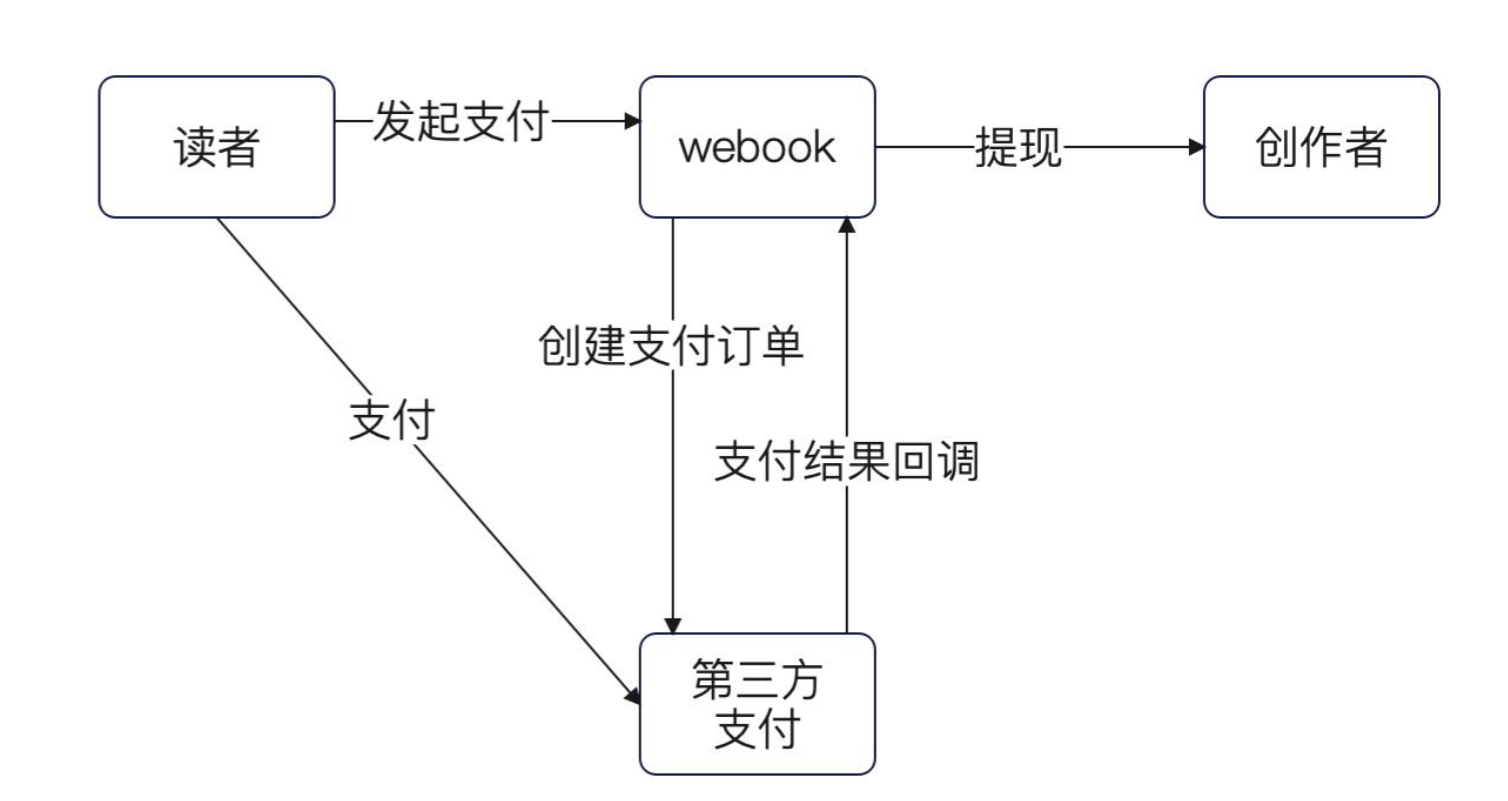 读者
发起支付
webook
提现
创作者
创建支付订单
支付
支付结果回调
第三方
支付